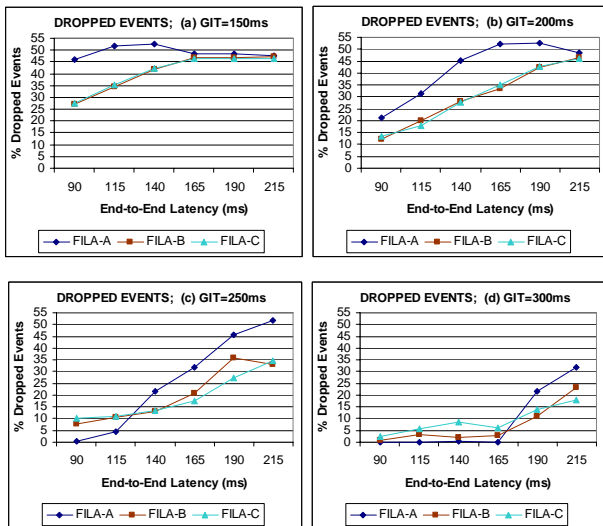 DROPPED EVENTS; (a) GIT=150ms
% Dropped Events
55
50
45
40
35
30
25
20
15
10
5
0
90 115 140 165 190 215
End-to-End Latency (ms)
FILA-A FILA-B FILA-C
DROPPED EVENTS; (b) GIT=200ms
% Dropped Events
55
50
45
40
35
30
25
20
15
10
5
0
90 115 140 165 190 215
End-to-End Latency (ms)
FILA-A FILA-B FILA-C
DROPPED EVENTS; (c) GIT=250ms
% Dropped Events
55
50
45
40
35
30
25
20
15
10
5
0
90 115 140 165 190 215
End-to-End Latency (ms)
FILA-A FILA-B FILA-C
DROPPED EVENTS; (d) GIT=300ms
% Dropped Events
55
50
45
40
35
30
25
20
15
10
5
0
90 115 140 165 190 215
End-to-End Latency (ms)
FILA-A FILA-B FILA-C